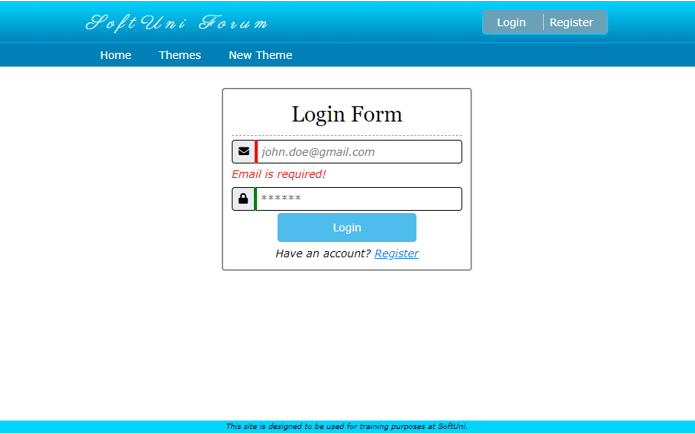 SoftUni Forum
Login Register
Home Themes New Theme
Login Form
john.doe@gmail.com
Email is required!
******
Login
Have an account? Register
This site is designed to be used for training purposes at SoftUni.